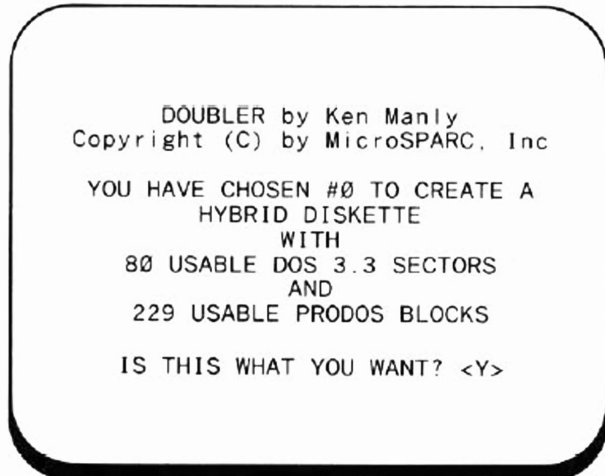 DOUBLER by Ken Manly
Copyright (C) by MicroSPARC, Inc
YOU HAVE CHOSEN #0 TO CREATE A
HYBRID DISKETTE
WITH
80 USABLE DOS 3.3 SECTORS
AND
229 USABLE PRODOS BLOCKS
IS THIS WHAT YOU WANT? <Y>